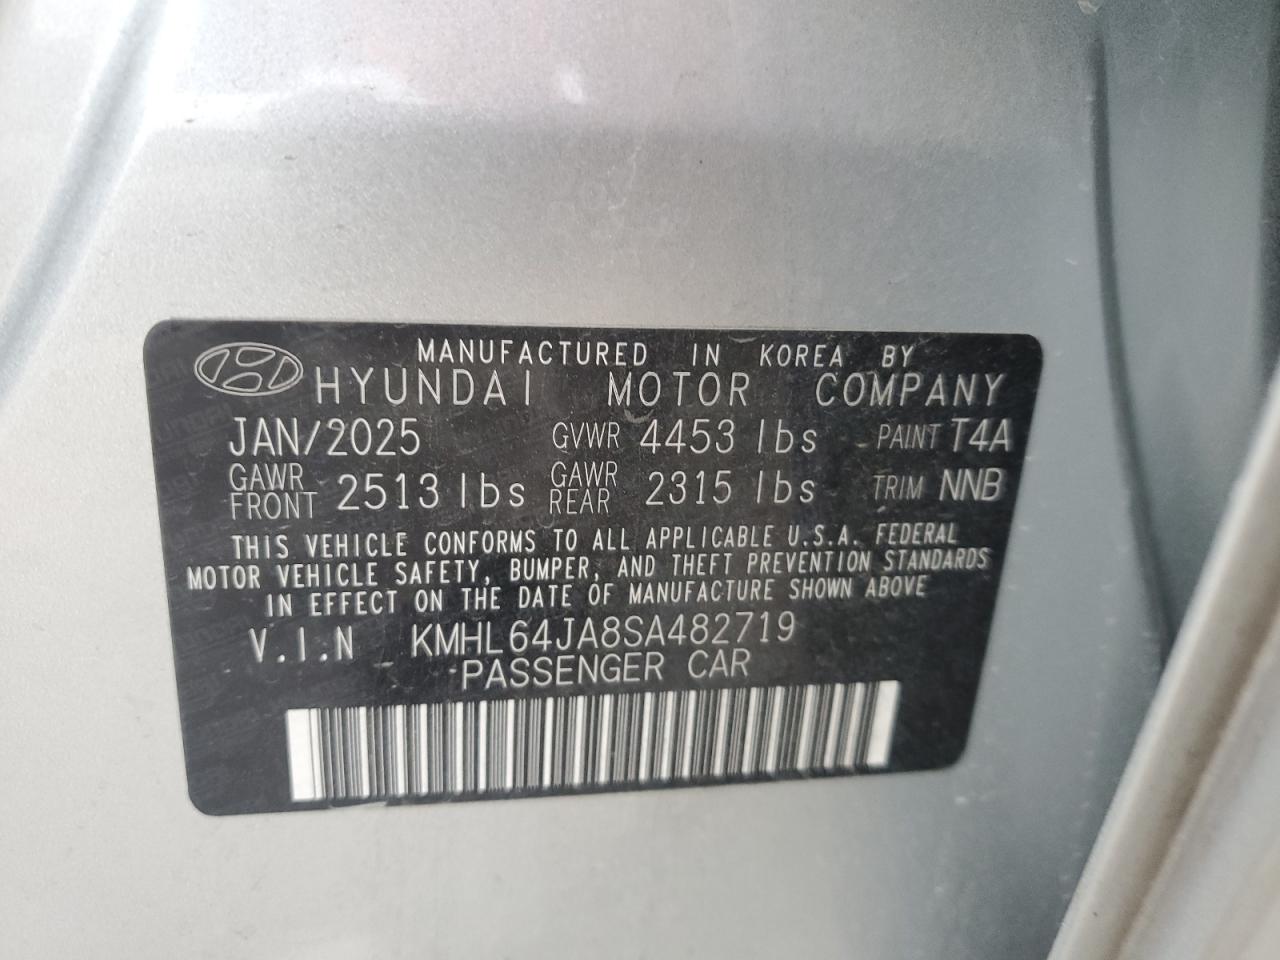 MANUFACTURED IN KOREA BY
HYUNDAI MOTOR COMPANY
JAN/2025 GVWR 4453 lbs PAINT T4A
GAWR FRONT 2513 lbs GAWR REAR 2315 lbs TRIM NNB
THIS VEHICLE CONFORMS TO ALL APPLICABLE U.S.A. FEDERAL
MOTOR VEHICLE SAFETY, BUMPER, AND THEFT PREVENTION STANDARDS
IN EFFECT ON THE DATE OF MANUFACTURE SHOWN ABOVE
V.I.N KMHL64JA8SA482719
PASSENGER CAR